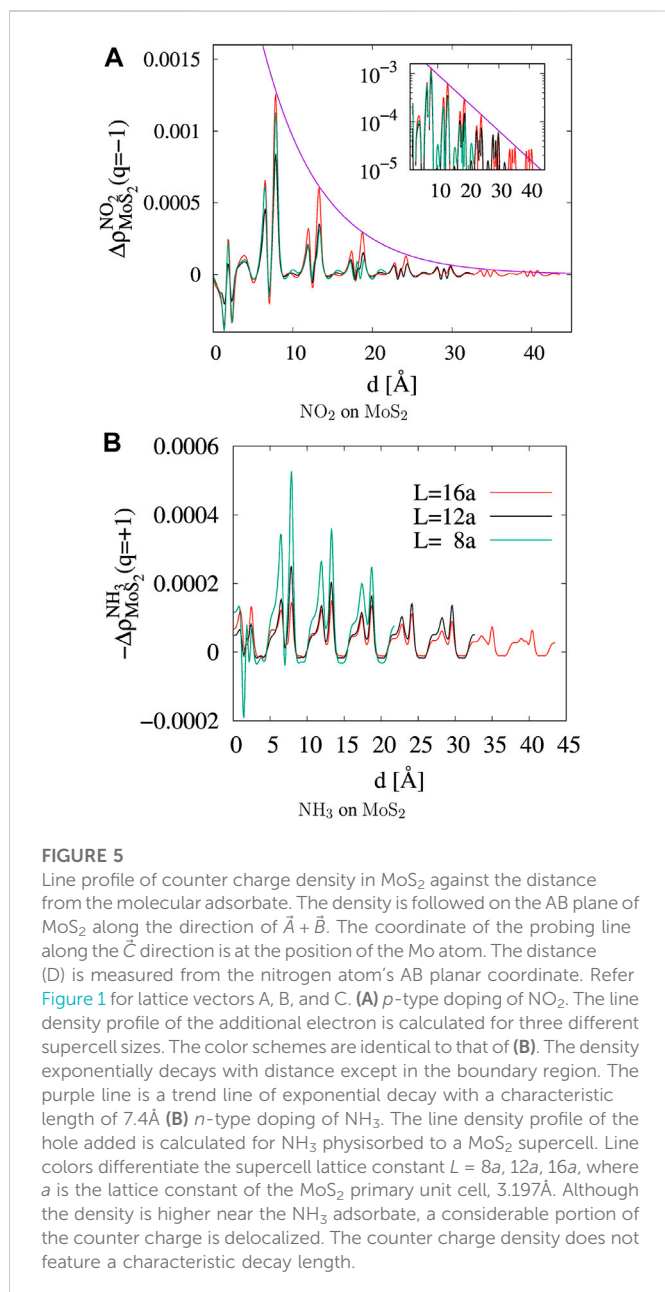 A
0.0015
0.001
0.0005
0
Δρ^{NO₂}_{MoS₂}(q=−1)
10⁻³
10⁻⁴
10⁻⁵
10 20 30 40
0 10 20 30 40
d [Å]
NO₂ on MoS₂
B
0.0006
0.0004
0.0002
0
−0.0002
−Δρ^{NH₃}_{MoS₂}(q=+1)
L=16a
L=12a
L= 8a
0 5 10 15 20 25 30 35 40 45
d [Å]
NH₃ on MoS₂
FIGURE 5
Line profile of counter charge density in MoS₂ against the distance
from the molecular adsorbate. The density is followed on the AB plane of
MoS₂ along the direction of A⃗ + B⃗. The coordinate of the probing line
along the C⃗ direction is at the position of the Mo atom. The distance
(D) is measured from the nitrogen atom’s AB planar coordinate. Refer
Figure 1 for lattice vectors A, B, and C. (A) p-type doping of NO₂. The line
density profile of the additional electron is calculated for three different
supercell sizes. The color schemes are identical to that of (B). The density
exponentially decays with distance except in the boundary region. The
purple line is a trend line of exponential decay with a characteristic
length of 7.4Å (B) n-type doping of NH₃. The line density profile of the
hole added is calculated for NH₃ physisorbed to a MoS₂ supercell. Line
colors differentiate the supercell lattice constant L = 8a, 12a, 16a, where
a is the lattice constant of the MoS₂ primary unit cell, 3.197Å. Although
the density is higher near the NH₃ adsorbate, a considerable portion of
the counter charge is delocalized. The counter charge density does not
feature a characteristic decay length.